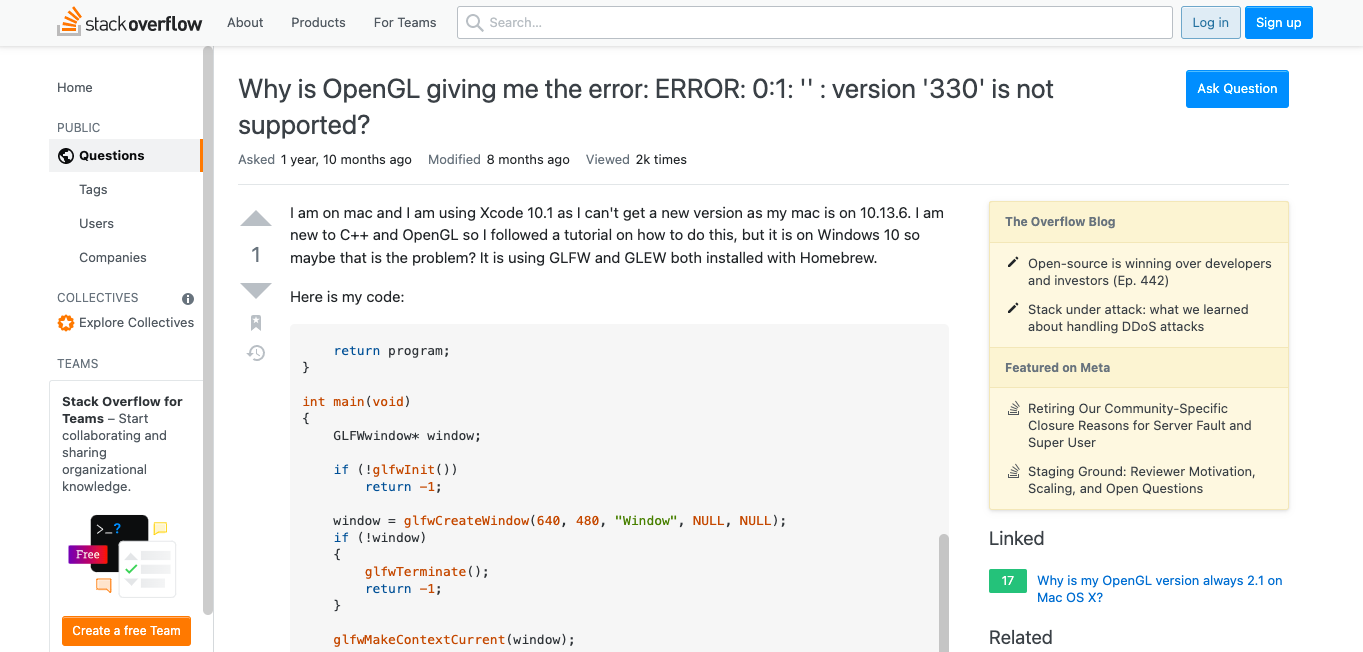 stackoverflow
About
Products
For Teams
Search…
Log in
Sign up
Home
PUBLIC
Questions
Tags
Users
Companies
COLLECTIVES
Explore Collectives
TEAMS
Stack Overflow for
Teams – Start
collaborating and
sharing
organizational
knowledge.
>_?
Free
Create a free Team
Why is OpenGL giving me the error: ERROR: 0:1: '' : version '330' is not
supported?
Ask Question
Asked 1 year, 10 months ago Modified 8 months ago Viewed 2k times
1
I am on mac and I am using Xcode 10.1 as I can't get a new version as my mac is on 10.13.6. I am
new to C++ and OpenGL so I followed a tutorial on how to do this, but it is on Windows 10 so
maybe that is the problem? It is using GLFW and GLEW both installed with Homebrew.
Here is my code:
    return program;
}
int main(void)
{
    GLFWwindow* window;
    if (!glfwInit())
        return -1;
    window = glfwCreateWindow(640, 480, "Window", NULL, NULL);
    if (!window)
    {
        glfwTerminate();
        return -1;
    }
    glfwMakeContextCurrent(window);
The Overflow Blog
Open-source is winning over developers
and investors (Ep. 442)
Stack under attack: what we learned
about handling DDoS attacks
Featured on Meta
Retiring Our Community-Specific
Closure Reasons for Server Fault and
Super User
Staging Ground: Reviewer Motivation,
Scaling, and Open Questions
Linked
17 Why is my OpenGL version always 2.1 on
Mac OS X?
Related